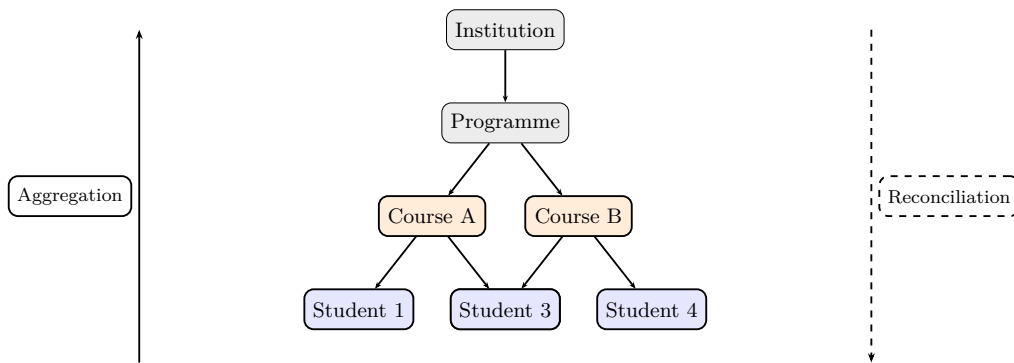 Institution
Programme
Aggregation
Reconciliation
Course A
Course B
Student 1
Student 3
Student 4